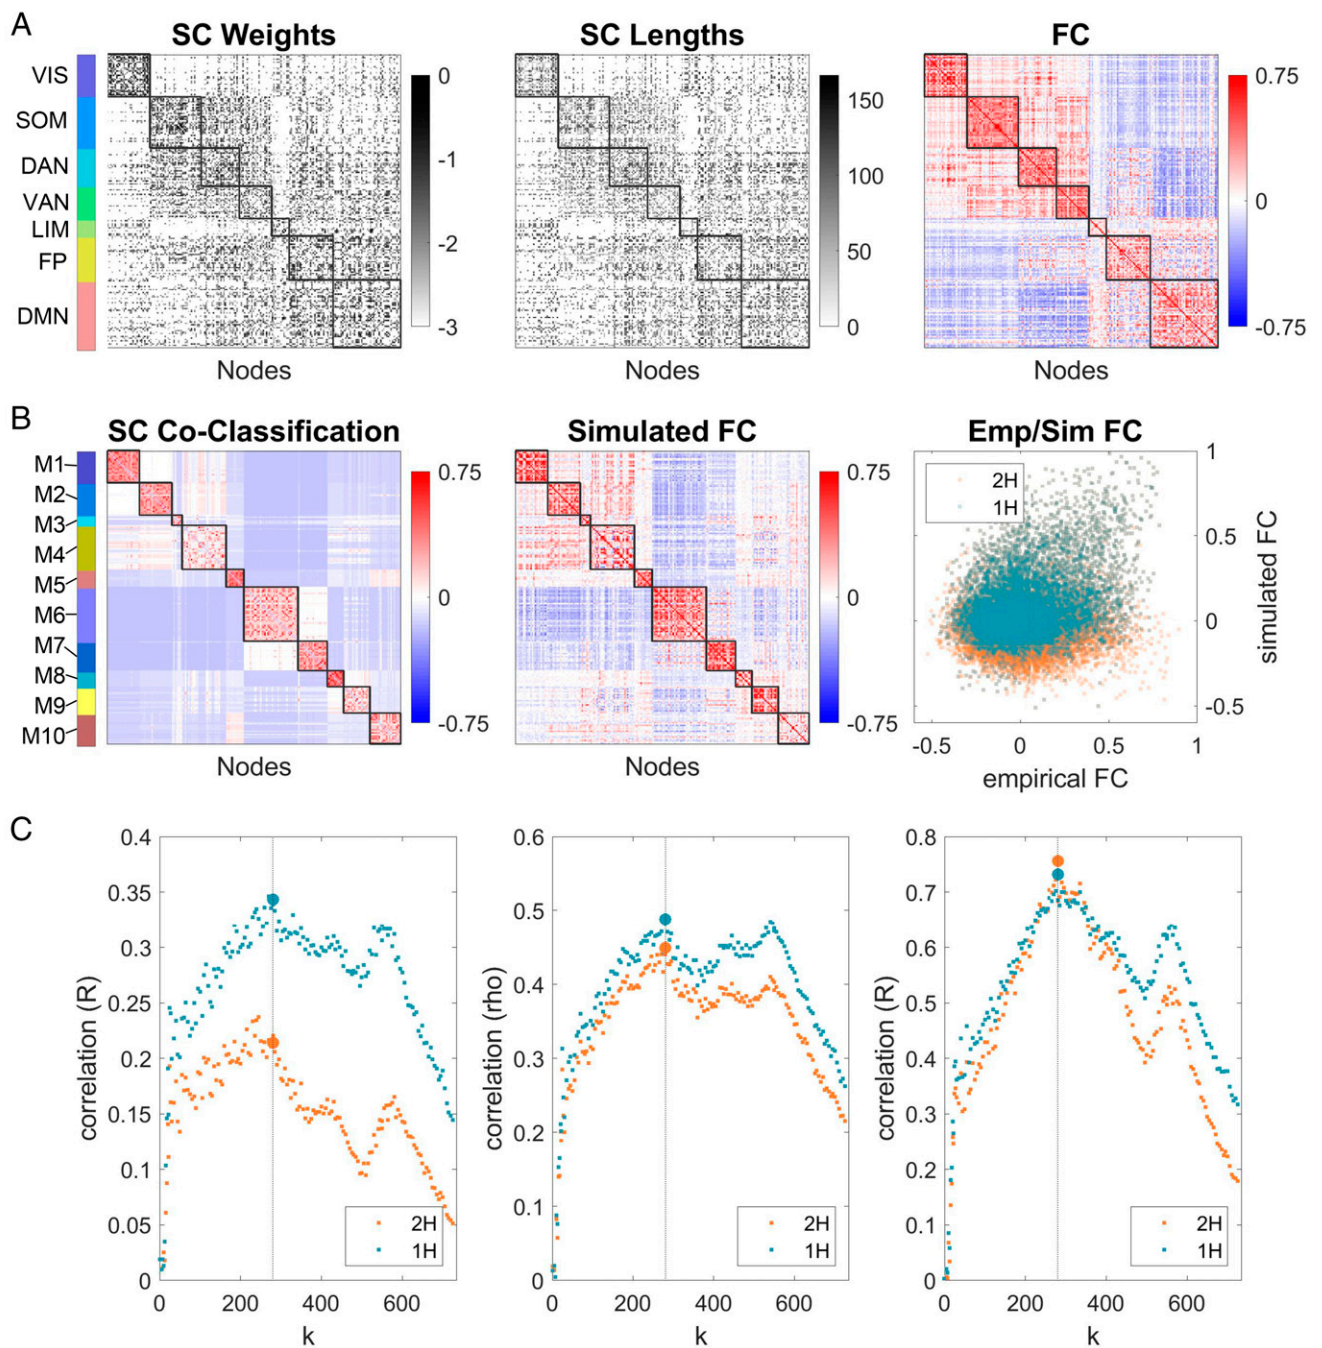 A
SC Weights
SC Lengths
FC
VIS
SOM
DAN
VAN
LIM
FP
DMN
0
-1
-2
-3
150
100
50
0
0.75
0
-0.75
Nodes
Nodes
Nodes
B
SC Co-Classification
Simulated FC
Emp/Sim FC
M1
M2
M3
M4
M5
M6
M7
M8
M9
M10
0.75
0
-0.75
0.75
0
-0.75
2H
1H
1
0.5
0
-0.5
simulated FC
-0.5
0
0.5
1
empirical FC
Nodes
Nodes
C
0.4
0.35
0.3
0.25
0.2
0.15
0.1
0.05
0
correlation (R)
2H
1H
0
200
400
600
k
0.6
0.5
0.4
0.3
0.2
0.1
0
correlation (rho)
2H
1H
0
200
400
600
k
0.8
0.7
0.6
0.5
0.4
0.3
0.2
0.1
0
correlation (R)
2H
1H
0
200
400
600
k